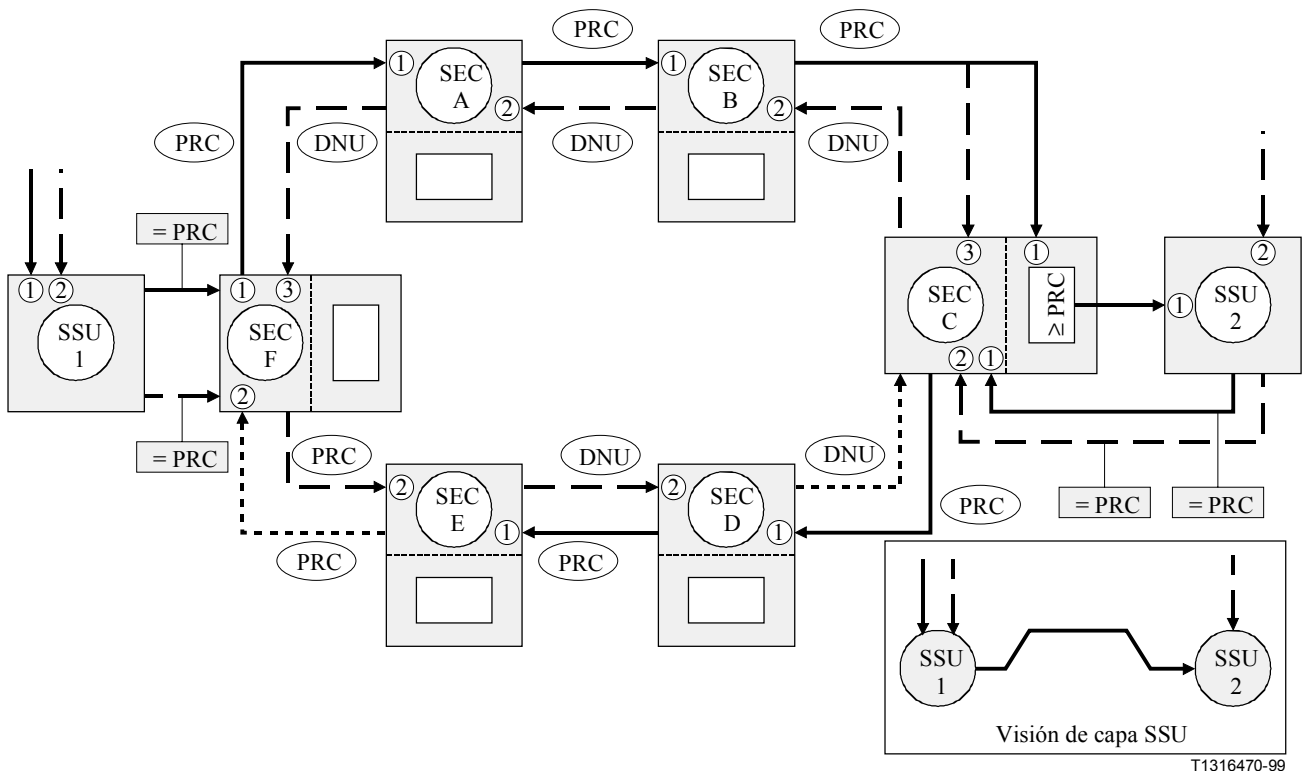 PRC
PRC
1
SEC
A
2
1
SEC
B
2
PRC
DNU
DNU
DNU
= PRC
1
2
SSU
1
1
3
SEC
F
2
= PRC
3
1
SEC
C
≥ PRC
2
1
2
1
SSU
2
PRC
DNU
DNU
2
SEC
E
1
2
SEC
D
1
PRC
= PRC
= PRC
PRC
PRC
SSU
1
SSU
2
Visión de capa SSU
T1316470-99